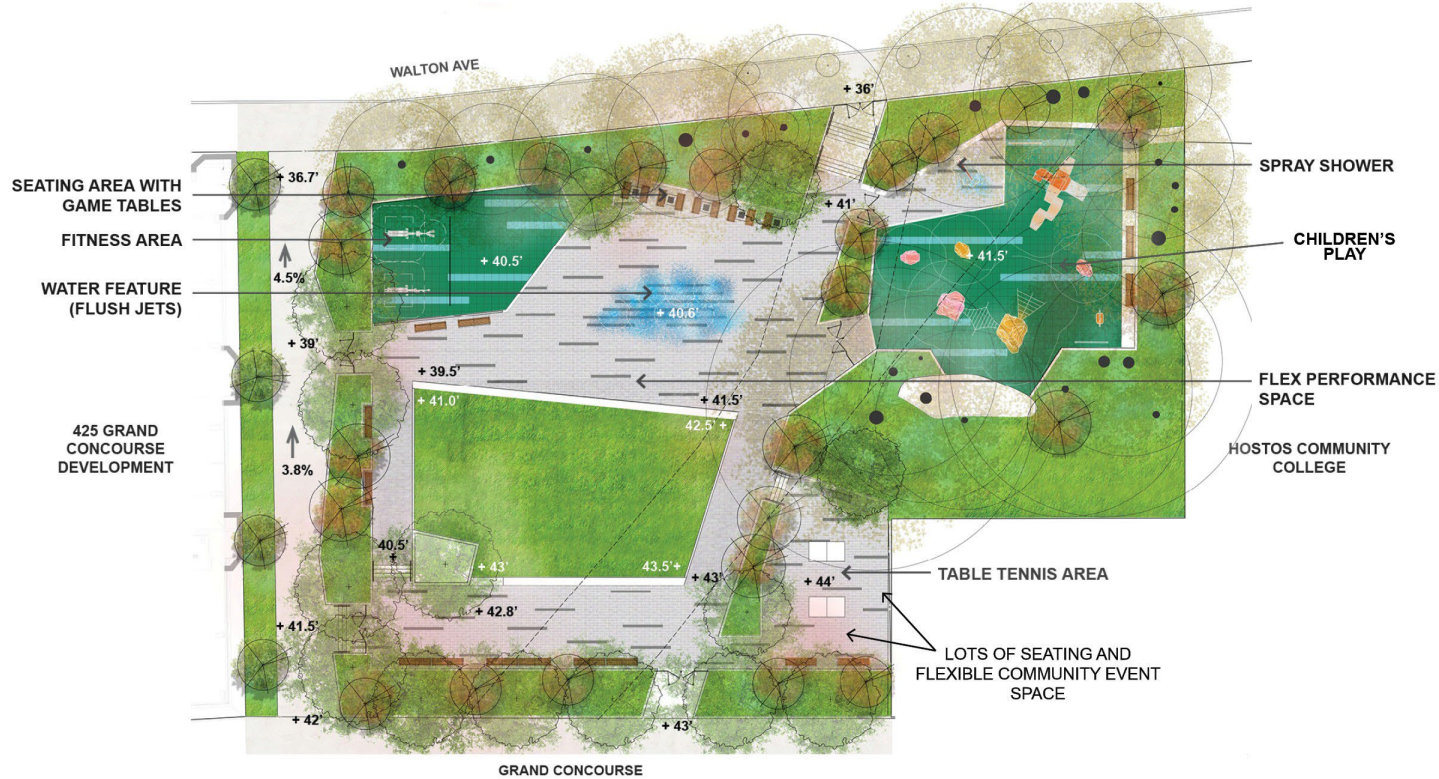 WALTON AVE
+ 36'
SPRAY SHOWER
+ 36.7'
SEATING AREA WITH
GAME TABLES
+ 41'
FITNESS AREA
CHILDREN'S
PLAY
+ 40.5'
+ 41.5'
4.5%
WATER FEATURE
(FLUSH JETS)
+ 40.6'
+ 39'
+ 39.5'
FLEX PERFORMANCE
SPACE
+ 41.0'
+ 41.5'
42.5' +
425 GRAND
CONCOURSE
DEVELOPMENT
HOSTOS COMMUNITY
COLLEGE
3.8%
40.5'
+
+ 43'
43.5' +
+ 43'
TABLE TENNIS AREA
+ 44'
+ 42.8'
+ 41.5'
LOTS OF SEATING AND
FLEXIBLE COMMUNITY EVENT
SPACE
+ 42'
+ 43'
GRAND CONCOURSE